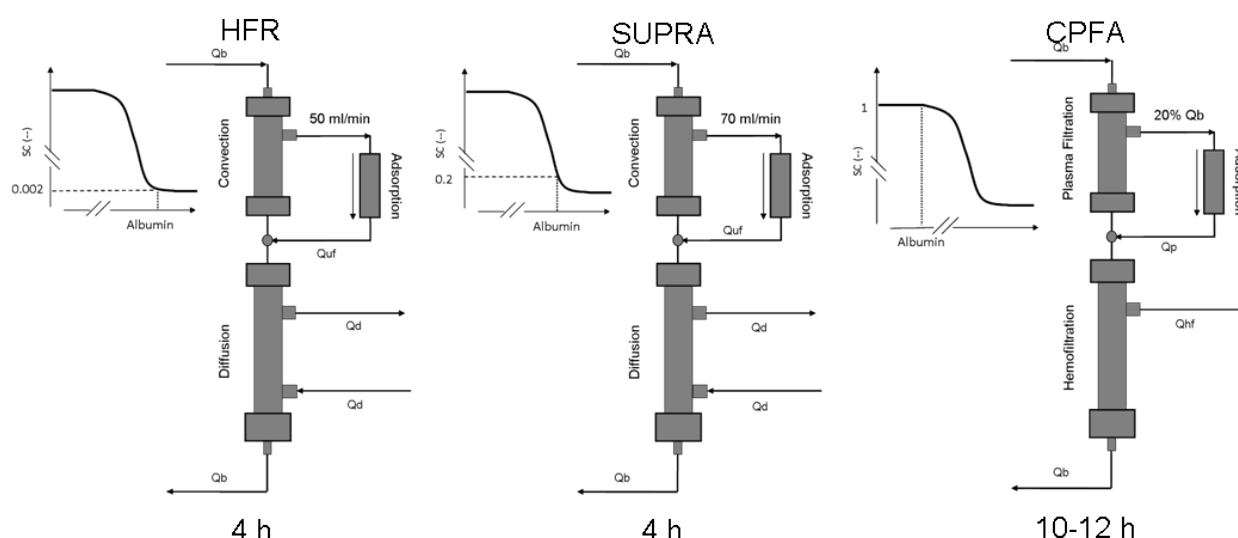 HFR
Qb
SC (--)
0.002
Albumin
Convection
50 ml/min
Adsorption
Quf
Diffusion
Qd
Qd
Qb
4 h
SUPRA
Qb
SC (--)
0.2
Albumin
Convection
70 ml/min
Adsorption
Quf
Diffusion
Qd
Qd
Qb
4 h
CPFA
Qb
1
SC (--)
Albumin
Plasma Filtration
20% Qb
Adsorption
Qp
Hemofiltration
Qhf
Qb
10-12 h